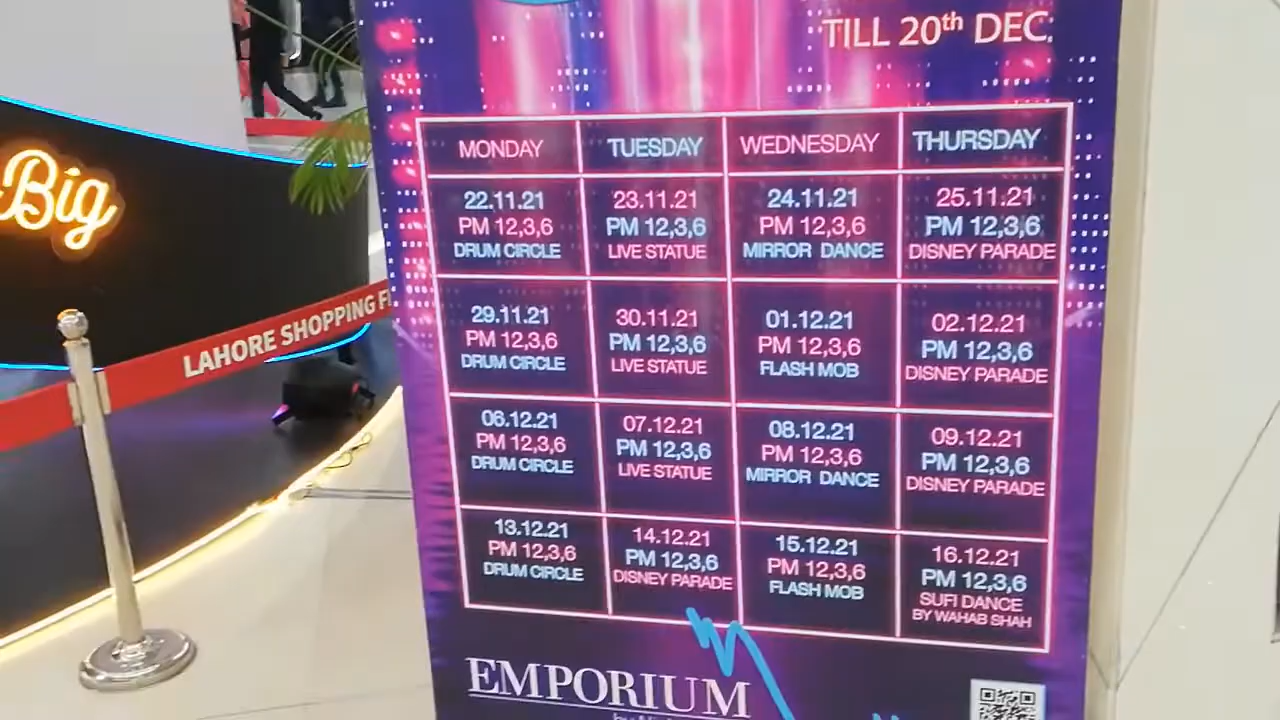 TILL 20th DEC.
MONDAY TUESDAY WEDNESDAY THURSDAY
22.11.21
PM 12,3,6
DRUM CIRCLE
23.11.21
PM 12,3,6
LIVE STATUE
24.11.21
PM 12,3,6
MIRROR DANCE
25.11.21
PM 12,3,6
DISNEY PARADE
29.11.21
PM 12,3,6
DRUM CIRCLE
30.11.21
PM 12,3,6
LIVE STATUE
01.12.21
PM 12,3,6
FLASH MOB
02.12.21
PM 12,3,6
DISNEY PARADE
06.12.21
PM 12,3,6
DRUM CIRCLE
07.12.21
PM 12,3,6
LIVE STATUE
08.12.21
PM 12,3,6
MIRROR DANCE
09.12.21
PM 12,3,6
DISNEY PARADE
13.12.21
PM 12,3,6
DRUM CIRCLE
14.12.21
PM 12,3,6
DISNEY PARADE
15.12.21
PM 12,3,6
FLASH MOB
16.12.21
PM 12,3,6
SUFI DANCE
BY WAHAB SHAH
EMPORIUM
Big
LAHORE SHOPPING